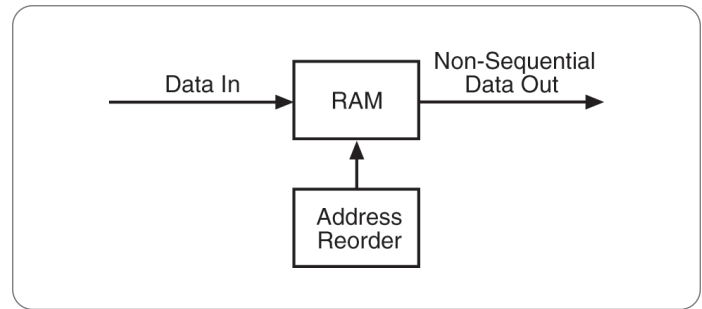 Data In
RAM
Non-Sequential
Data Out
Address
Reorder